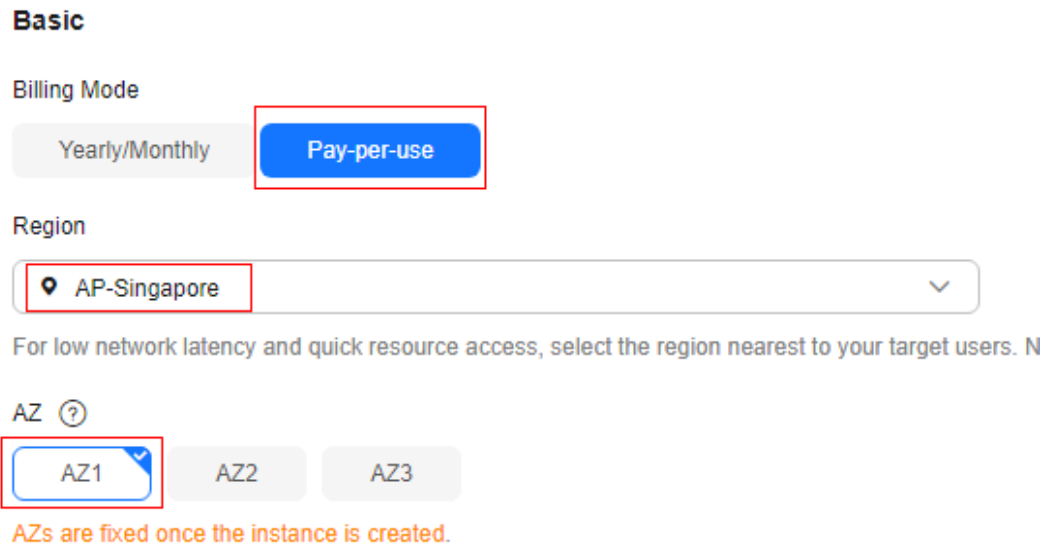 Basic
Billing Mode
Yearly/Monthly Pay-per-use
Region
AP-Singapore
For low network latency and quick resource access, select the region nearest to your target users. N
AZ ?
AZ1 AZ2 AZ3
AZs are fixed once the instance is created.